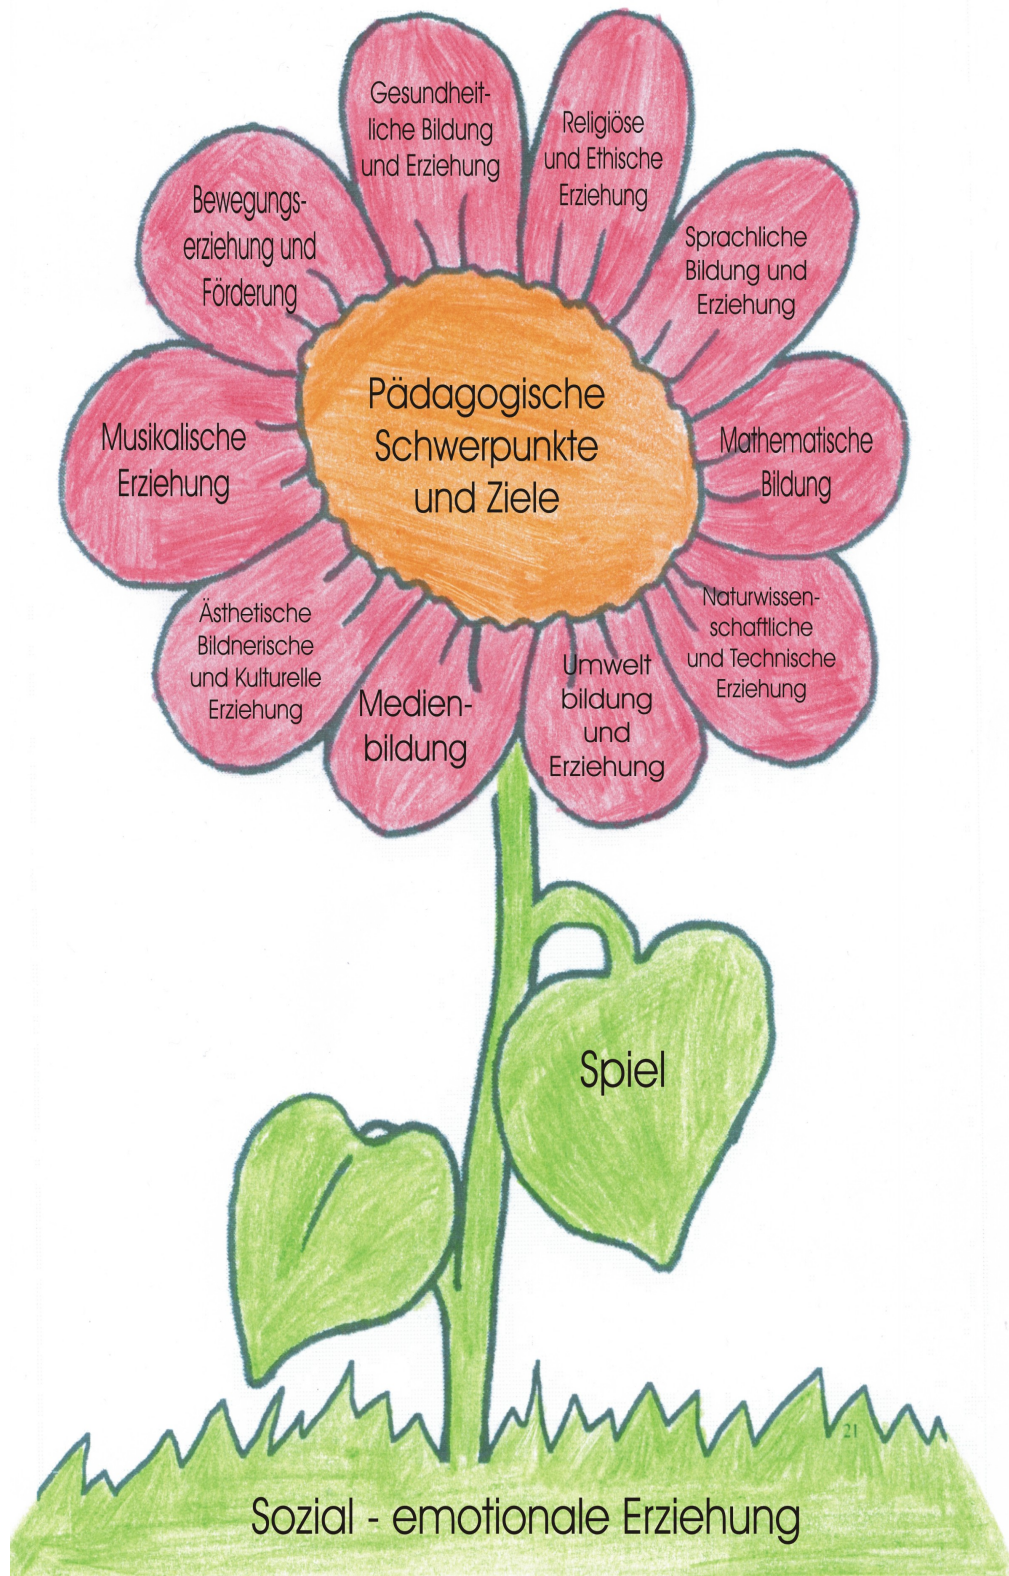 Gesundheit-
liche Bildung
und Erziehung
Religiöse
und Ethische
Erziehung
Bewegungs-
erziehung und
Förderung
Sprachliche
Bildung und
Erziehung
Pädagogische
Schwerpunkte
und Ziele
Musikalische
Erziehung
Mathematische
Bildung
Ästhetische
Bildnerische
und Kulturelle
Erziehung
Naturwissen-
schaftliche
und Technische
Erziehung
Medien-
bildung
Umwelt
bildung
und
Erziehung
Spiel
21
Sozial - emotionale Erziehung